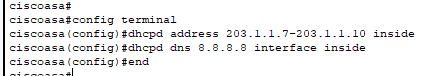 ciscoasa#
ciscoasa#config terminal
ciscoasa(config)#dhcpd address 203.1.1.7-203.1.1.10 inside
ciscoasa(config)#dhcpd dns 8.8.8.8 interface inside
ciscoasa(config)#end
ciscoasa#